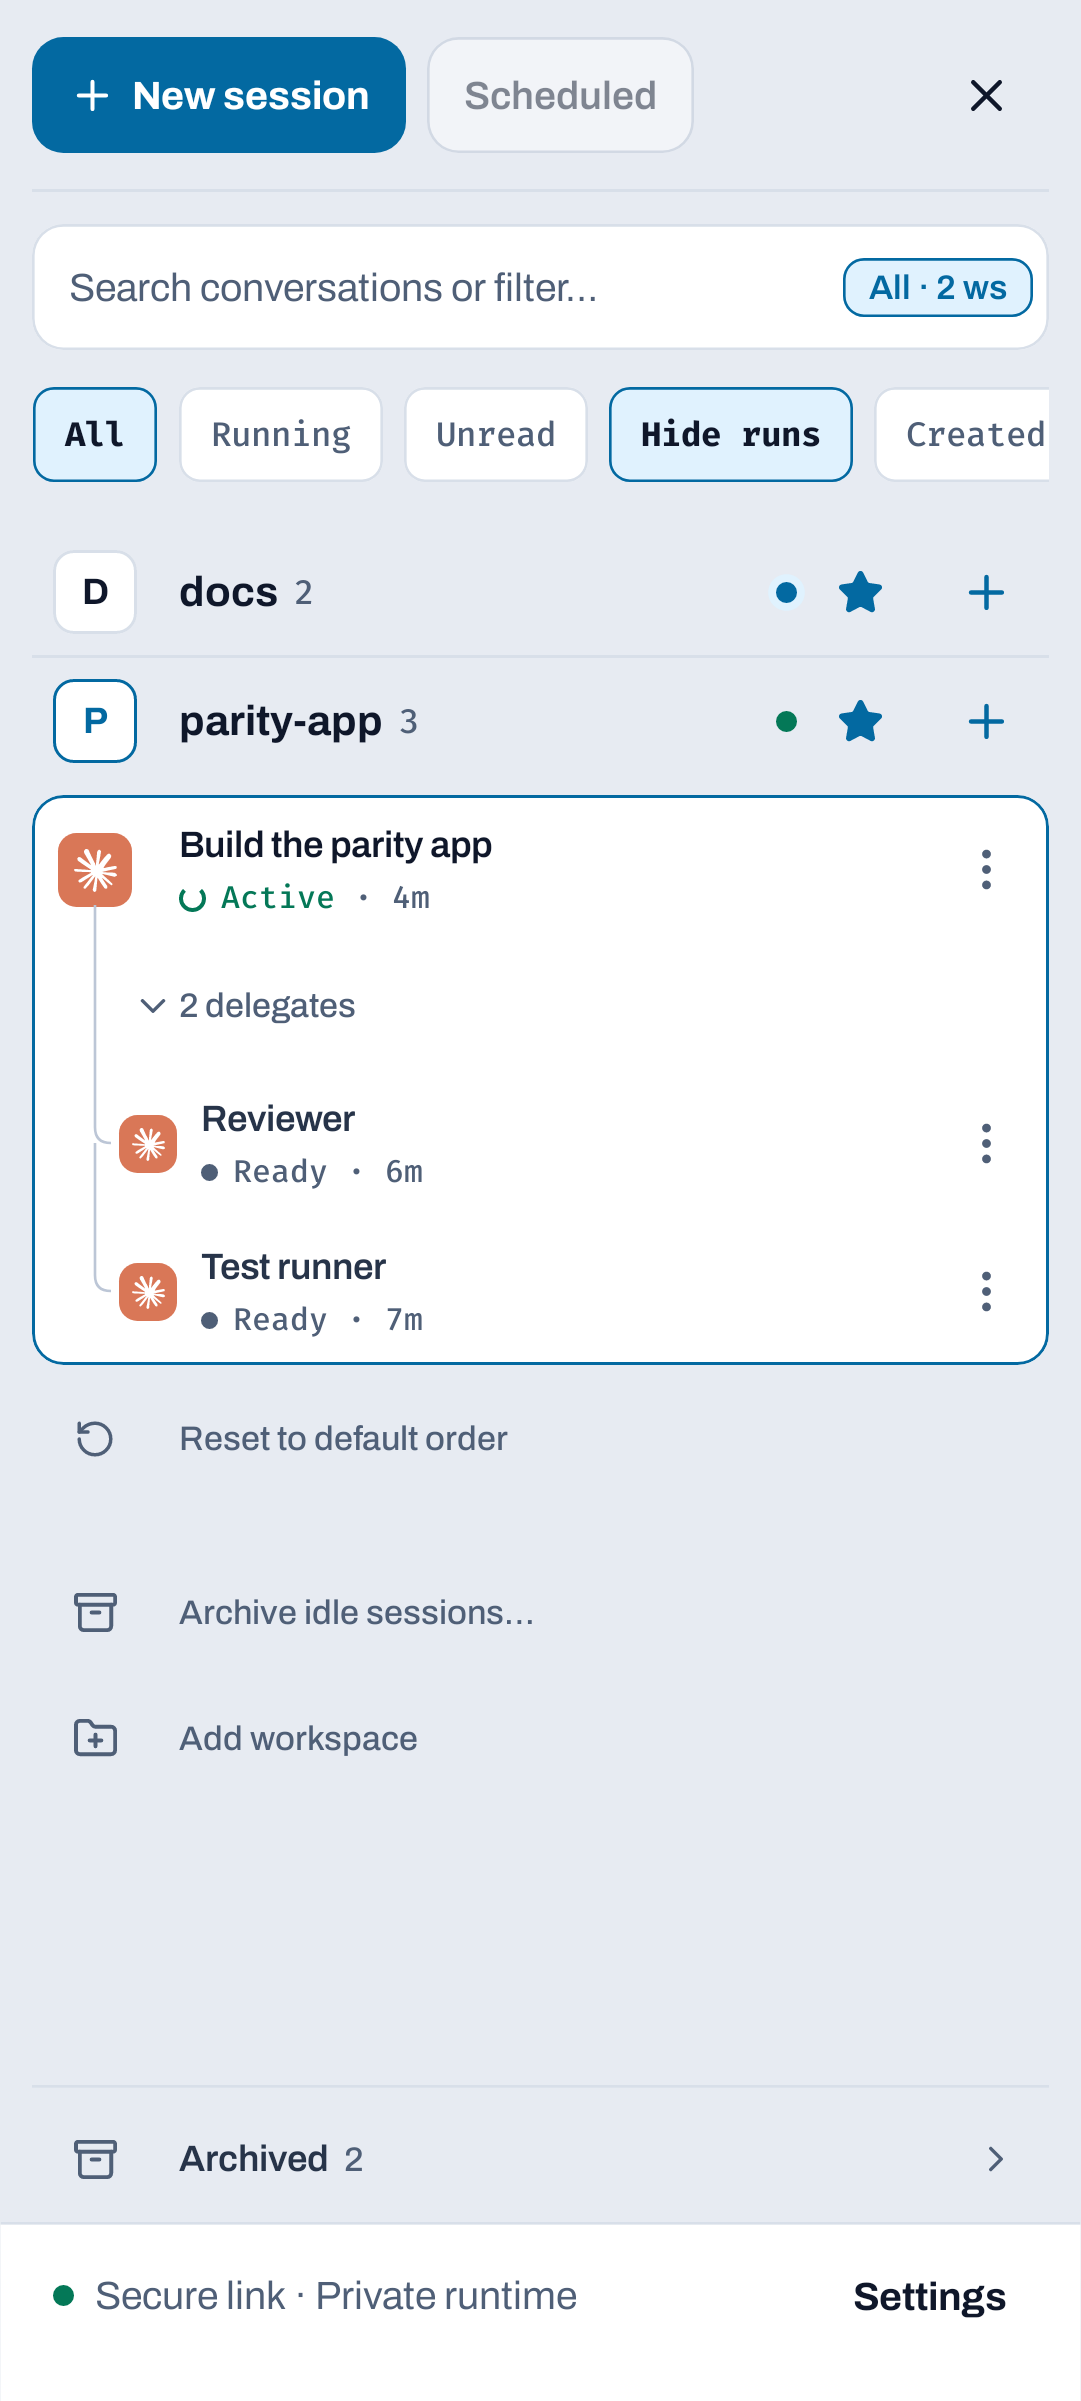 New session
Scheduled
Search conversations or filter...
All · 2 ws
All
Running
Unread
Hide runs
Created
D
docs 2
P
parity-app 3
Build the parity app
Active · 4m
2 delegates
Reviewer
Ready · 6m
Test runner
Ready · 7m
Reset to default order
Archive idle sessions...
Add workspace
Archived 2
Secure link · Private runtime
Settings